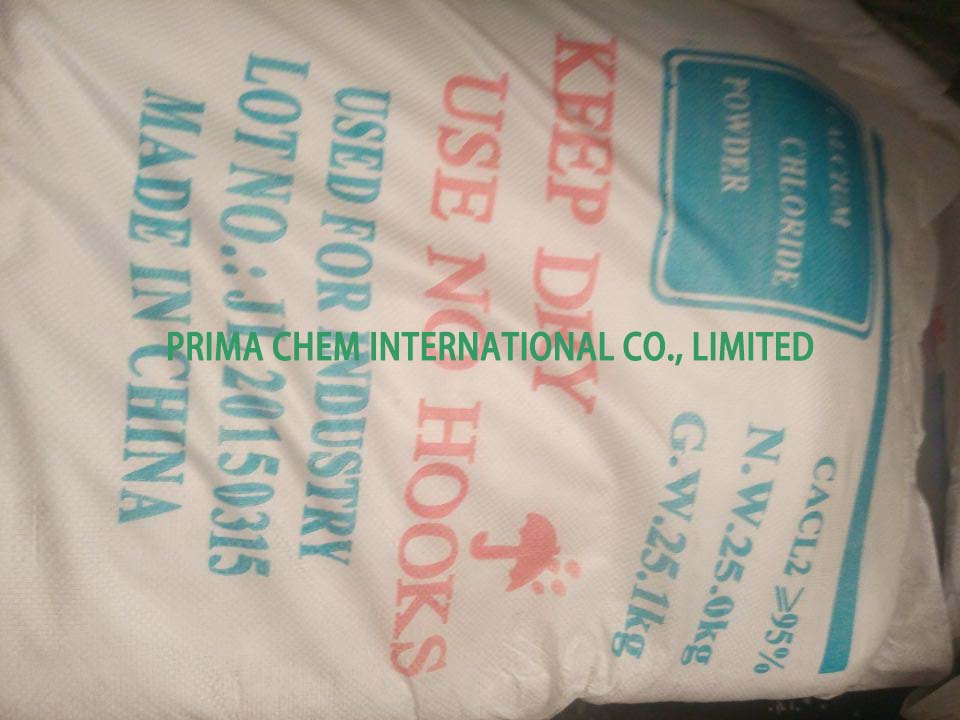 CHLORIDE
POWDER
CACL2 ≥95%
N.W.25.0kg
G.W.25.1kg
KEEP DRY
USE NO HOOKS
USED FOR INDUSTRY
LOT NO.: JL20150315
MADE IN CHINA
PRIMA CHEM INTERNATIONAL CO., LIMITED